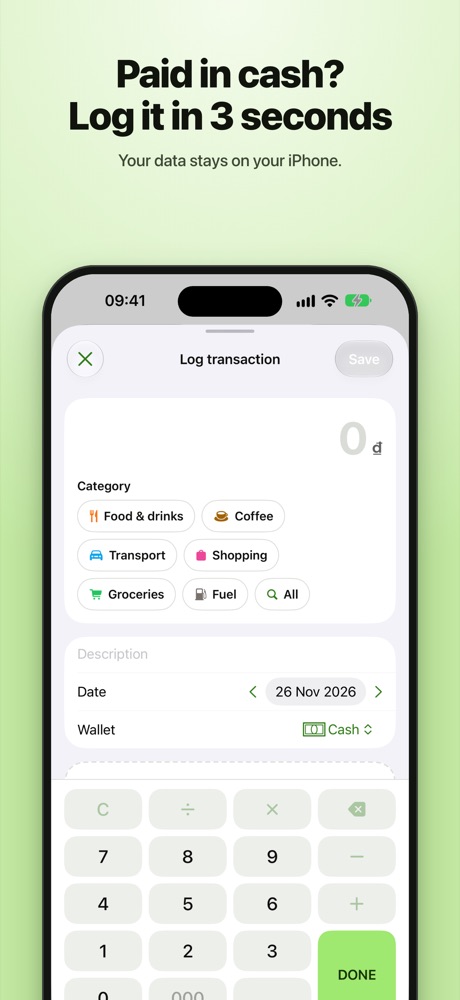 Paid in cash?
Log it in 3 seconds
Your data stays on your iPhone.
09:41
Log transaction
Save
0 ₫
Category
Food & drinks
Coffee
Transport
Shopping
Groceries
Fuel
All
Description
Date
26 Nov 2026
Wallet
Cash
C ÷ ×
7 8 9 −
4 5 6 +
1 2 3
DONE
0 000